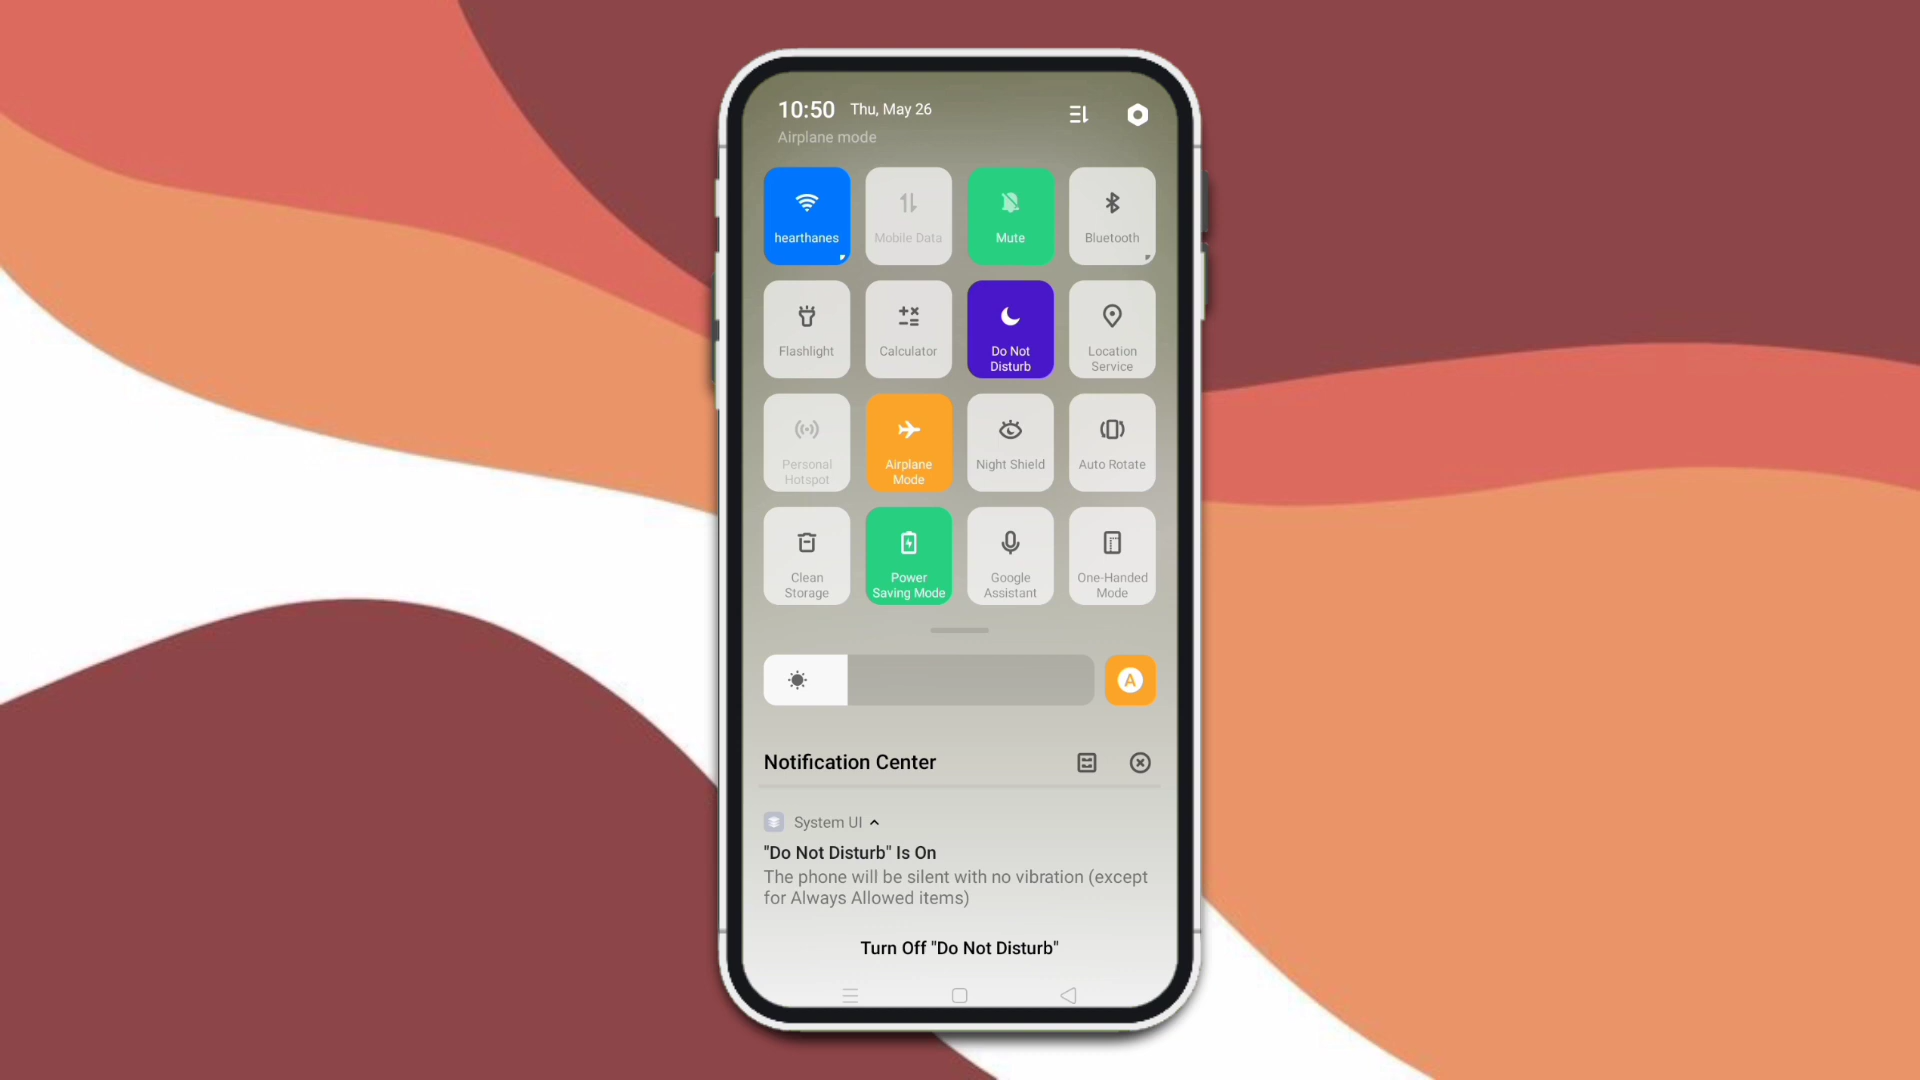 10:50 Thu, May 26
Airplane mode
hearthanes
Mobile Data
Mute
Bluetooth
Flashlight
Calculator
Do Not
Disturb
Location
Service
Personal
Hotspot
Airplane
Mode
Night Shield
Auto Rotate
Clean
Storage
Power
Saving Mode
Google
Assistant
One-Handed
Mode
A
Notification Center
System UI
"Do Not Disturb" Is On
The phone will be silent with no vibration (except
for Always Allowed items)
Turn Off "Do Not Disturb"